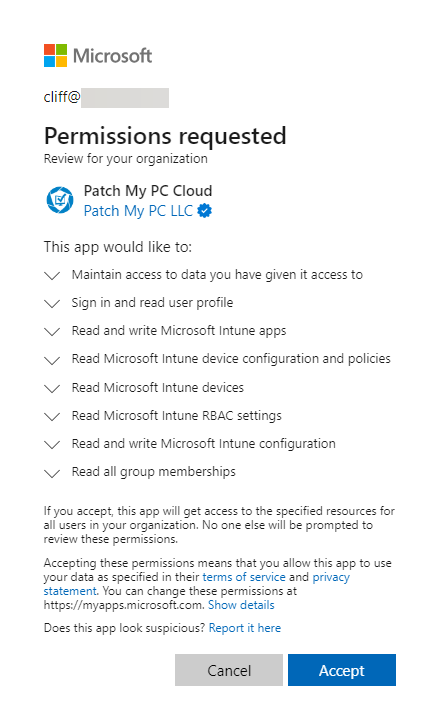 Microsoft
cliff@
Permissions requested
Review for your organization
Patch My PC Cloud
Patch My PC LLC
This app would like to:
Maintain access to data you have given it access to
Sign in and read user profile
Read and write Microsoft Intune apps
Read Microsoft Intune device configuration and policies
Read Microsoft Intune devices
Read Microsoft Intune RBAC settings
Read and write Microsoft Intune configuration
Read all group memberships
If you accept, this app will get access to the specified resources for
all users in your organization. No one else will be prompted to
review these permissions.
Accepting these permissions means that you allow this app to use
your data as specified in their terms of service and privacy
statement. You can change these permissions at
https://myapps.microsoft.com. Show details
Does this app look suspicious? Report it here
Cancel Accept